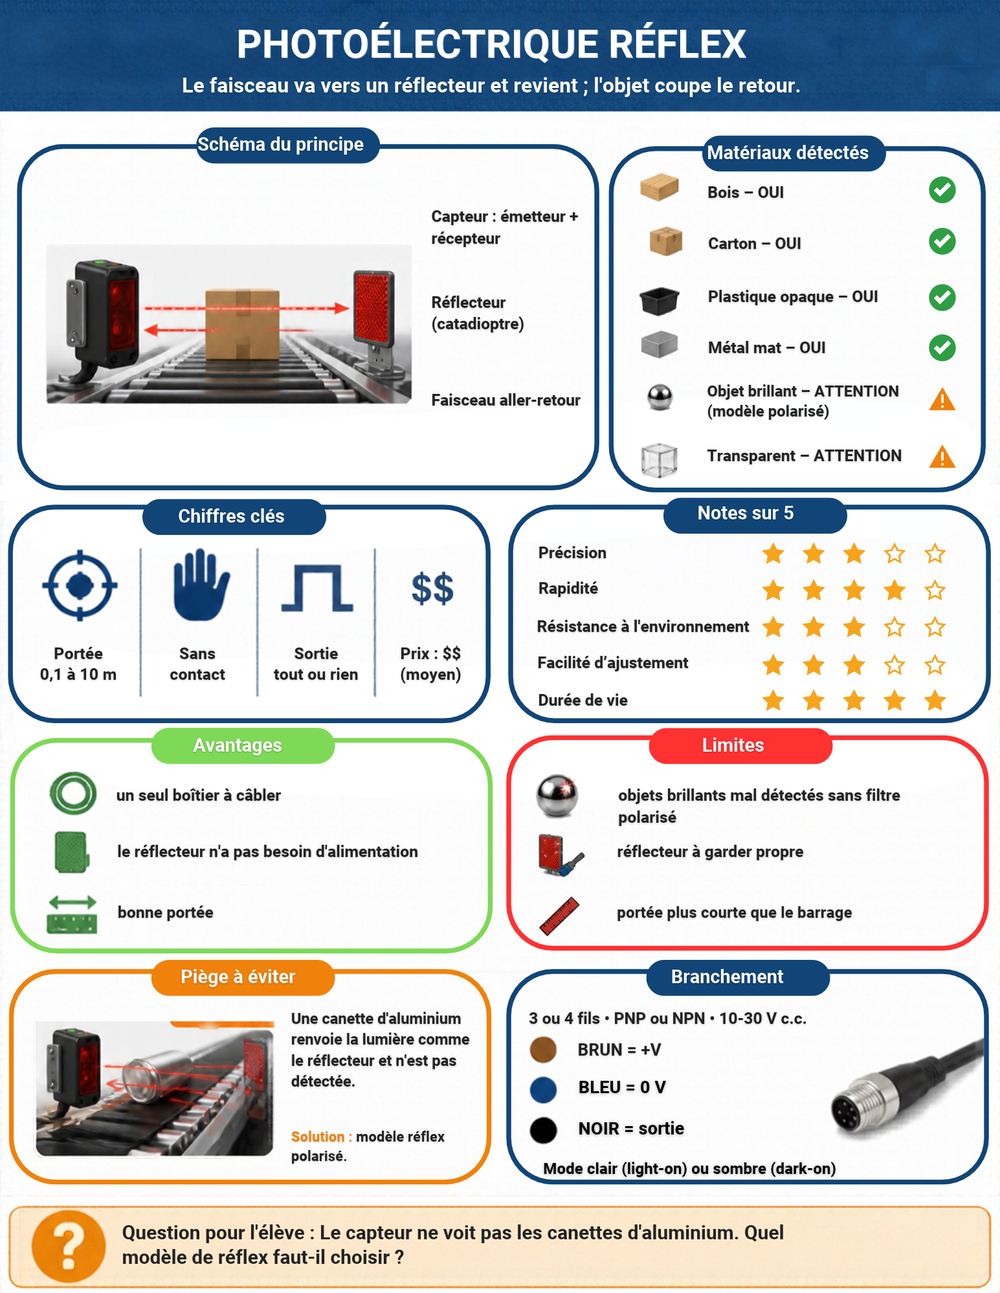 PHOTOÉLECTRIQUE RÉFLEX
Le faisceau va vers un réflecteur et revient ; l'objet coupe le retour.
Schéma du principe
Capteur : émetteur +
récepteur
Réflecteur
(catadioptre)
Faisceau aller-retour
Matériaux détectés
Bois – OUI
Carton – OUI
Plastique opaque – OUI
Métal mat – OUI
Objet brillant – ATTENTION
(modèle polarisé)
Transparent – ATTENTION
Chiffres clés
Portée
0,1 à 10 m
Sans
contact
Sortie
tout ou rien
$$
Prix : $$
(moyen)
Notes sur 5
Précision
Rapidité
Résistance à l'environnement
Facilité d'ajustement
Durée de vie
Avantages
un seul boîtier à câbler
le réflecteur n'a pas besoin d'alimentation
bonne portée
Limites
objets brillants mal détectés sans filtre
polarisé
réflecteur à garder propre
portée plus courte que le barrage
Piège à éviter
Une canette d'aluminium
renvoie la lumière comme
le réflecteur et n'est pas
détectée.
Solution : modèle réflex
polarisé.
Branchement
3 ou 4 fils • PNP ou NPN • 10-30 V c.c.
BRUN = +V
BLEU = 0 V
NOIR = sortie
Mode clair (light-on) ou sombre (dark-on)
?
Question pour l'élève : Le capteur ne voit pas les canettes d'aluminium. Quel
modèle de réflex faut-il choisir ?